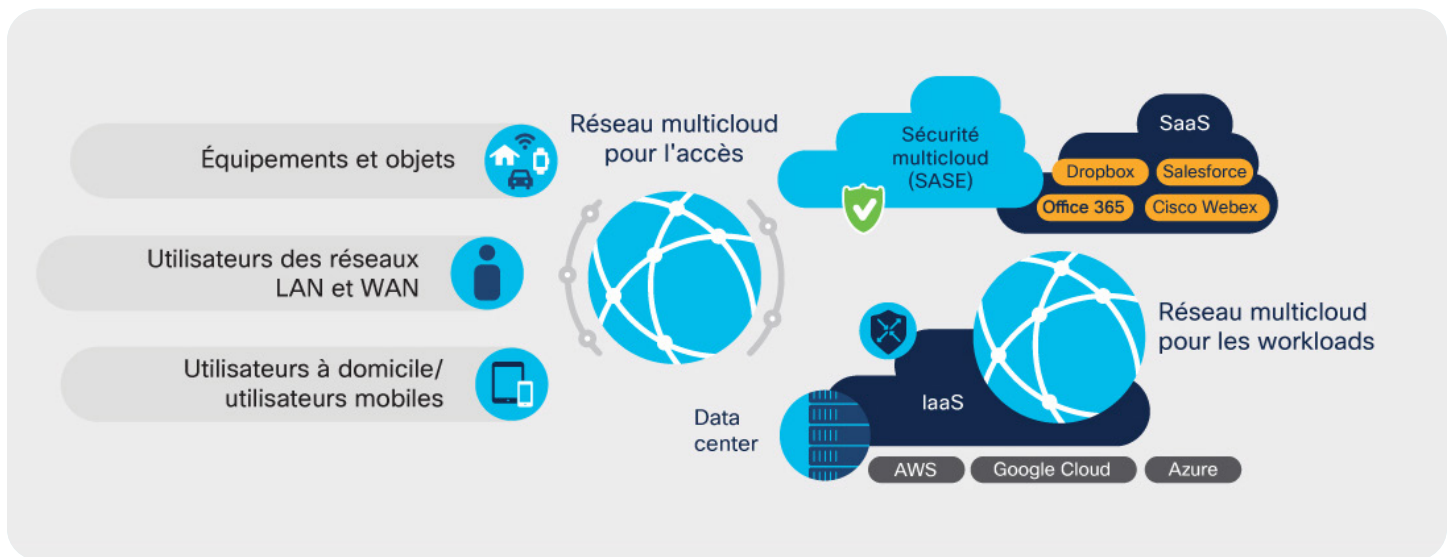 Équipements et objets
Utilisateurs des réseaux
LAN et WAN
Utilisateurs à domicile/
utilisateurs mobiles
Réseau multicloud
pour l'accès
Sécurité
multicloud
(SASE)
SaaS
Dropbox
Salesforce
Office 365
Cisco Webex
Réseau multicloud
pour les workloads
IaaS
Data
center
AWS
Google Cloud
Azure